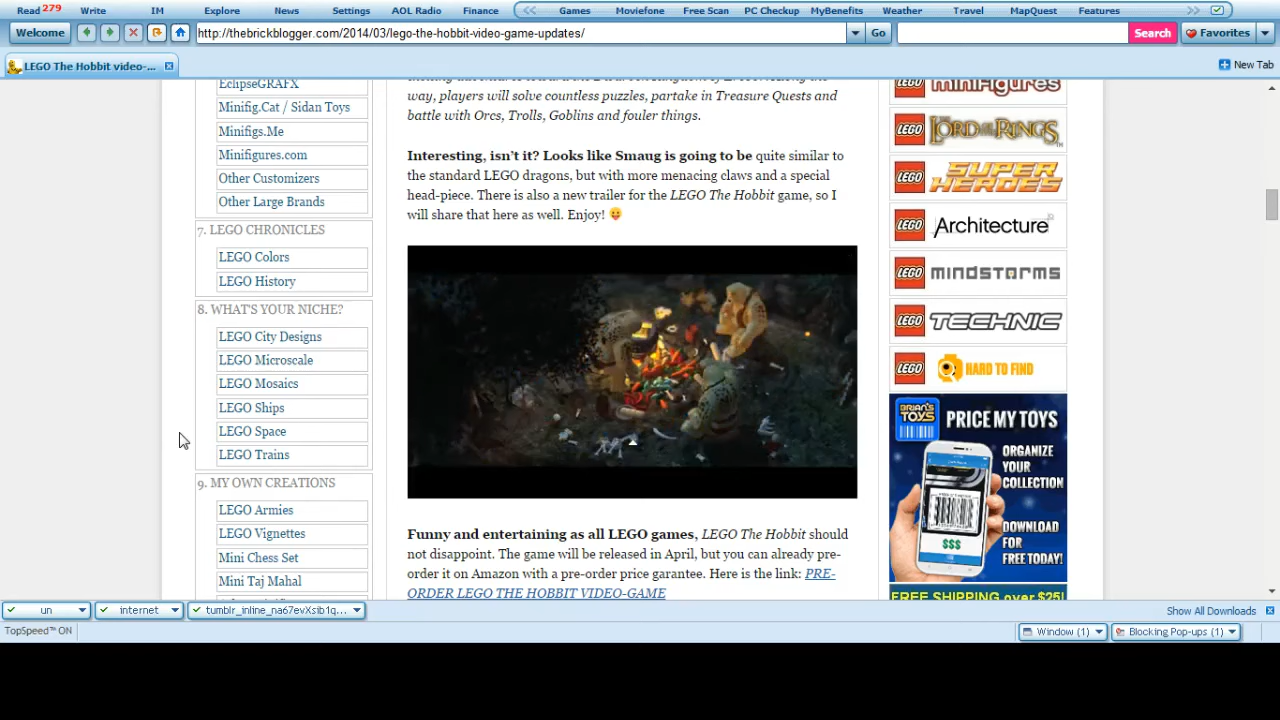 Read 279 Write IM Explore News Settings AOL Radio Finance Games Moviefone Free Scan PC Checkup MyBenefits Weather Travel MapQuest Features
Welcome http://thebrickblogger.com/2014/03/lego-the-hobbit-video-game-updates/ Go Search Favorites
LEGO The Hobbit video-... New Tab
EclipseGRAFX
Minifig.Cat / Sidan Toys
Minifigs.Me
Minifigures.com
Other Customizers
Other Large Brands
7. LEGO CHRONICLES
LEGO Colors
LEGO History
8. WHAT'S YOUR NICHE?
LEGO City Designs
LEGO Microscale
LEGO Mosaics
LEGO Ships
LEGO Space
LEGO Trains
9. MY OWN CREATIONS
LEGO Armies
LEGO Vignettes
Mini Chess Set
Mini Taj Mahal
way, players will solve countless puzzles, partake in Treasure Quests and
battle with Orcs, Trolls, Goblins and fouler things.
Interesting, isn't it? Looks like Smaug is going to be quite similar to
the standard LEGO dragons, but with more menacing claws and a special
head-piece. There is also a new trailer for the LEGO The Hobbit game, so I
will share that here as well. Enjoy!
Funny and entertaining as all LEGO games, LEGO The Hobbit should
not disappoint. The game will be released in April, but you can already pre-
order it on Amazon with a pre-order price garantee. Here is the link: PRE-
ORDER LEGO THE HOBBIT VIDEO-GAME
LEGO minifigures
LEGO THE LORD OF THE RINGS
LEGO SUPER HEROES
LEGO Architecture
LEGO mindstorms
LEGO TECHNIC
LEGO HARD TO FIND
BRIAN'S TOYS
PRICE MY TOYS
ORGANIZE
YOUR
COLLECTION
$$$
DOWNLOAD
FOR
FREE TODAY!
FREE SHIPPING over $25!
un internet tumblr_inline_na67evXsib1q... Show All Downloads
TopSpeed™ ON Window (1) Blocking Pop-ups (1)